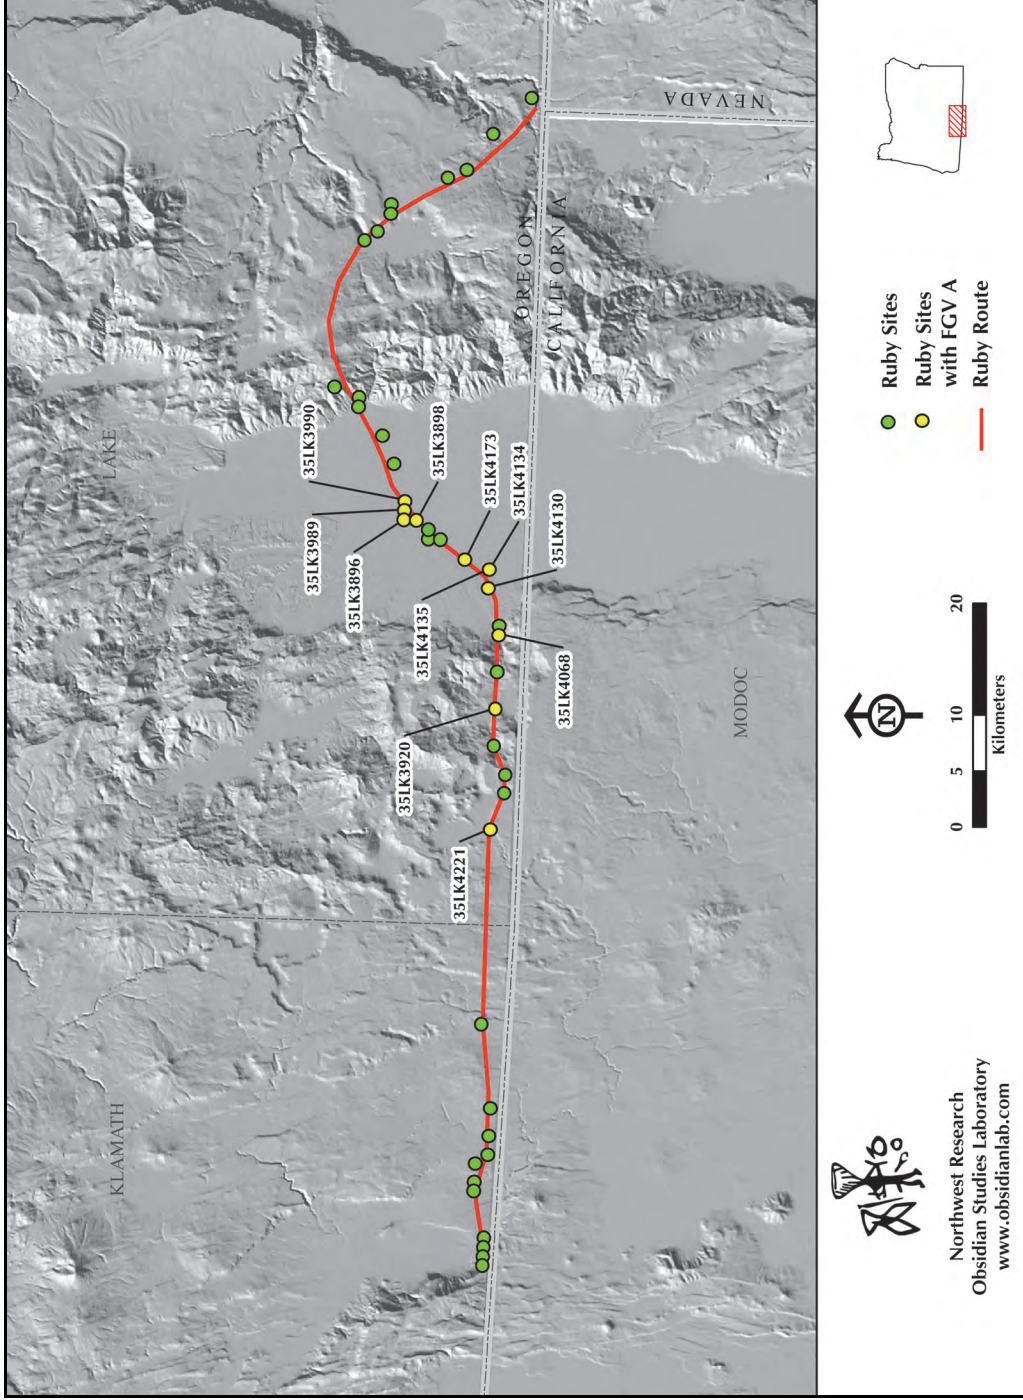 KLAMATH
LAKE
MODOC
OREGON
CALIFORNIA
NEVADA
35LK4221
35LK3920
35LK4068
35LK4135
35LK4130
35LK4134
35LK4173
35LK3896
35LK3898
35LK3989
35LK3990
Northwest Research
Obsidian Studies Laboratory
www.obsidianlab.com
N
0 5 10 20
Kilometers
Ruby Sites
Ruby Sites
with FGV A
Ruby Route